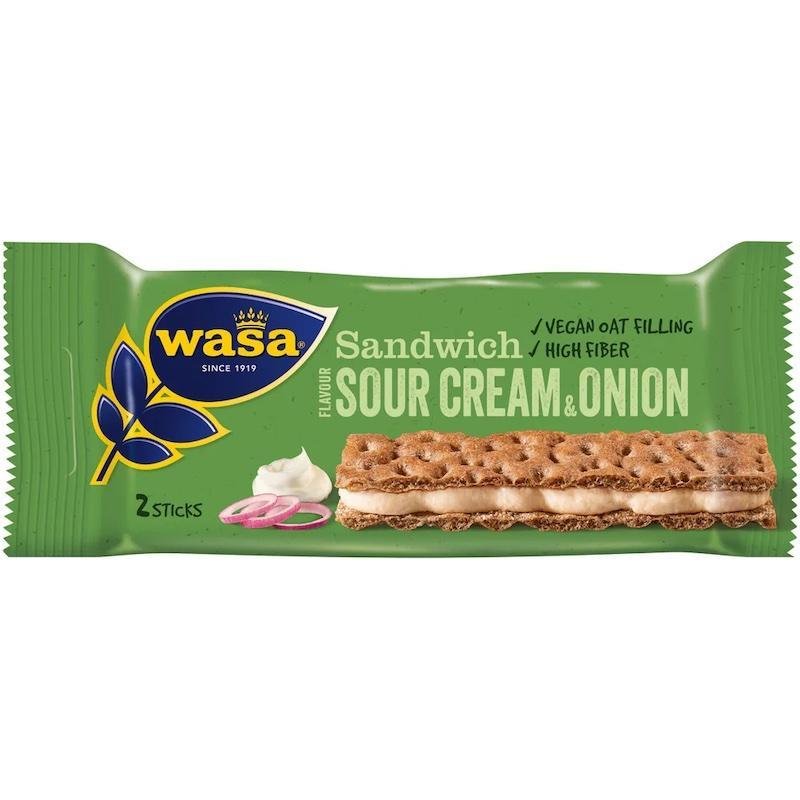 wasa®
SINCE 1919
Sandwich
✓ VEGAN OAT FILLING
✓ HIGH FIBER
FLAVOUR
SOUR CREAM & ONION
2 STICKS